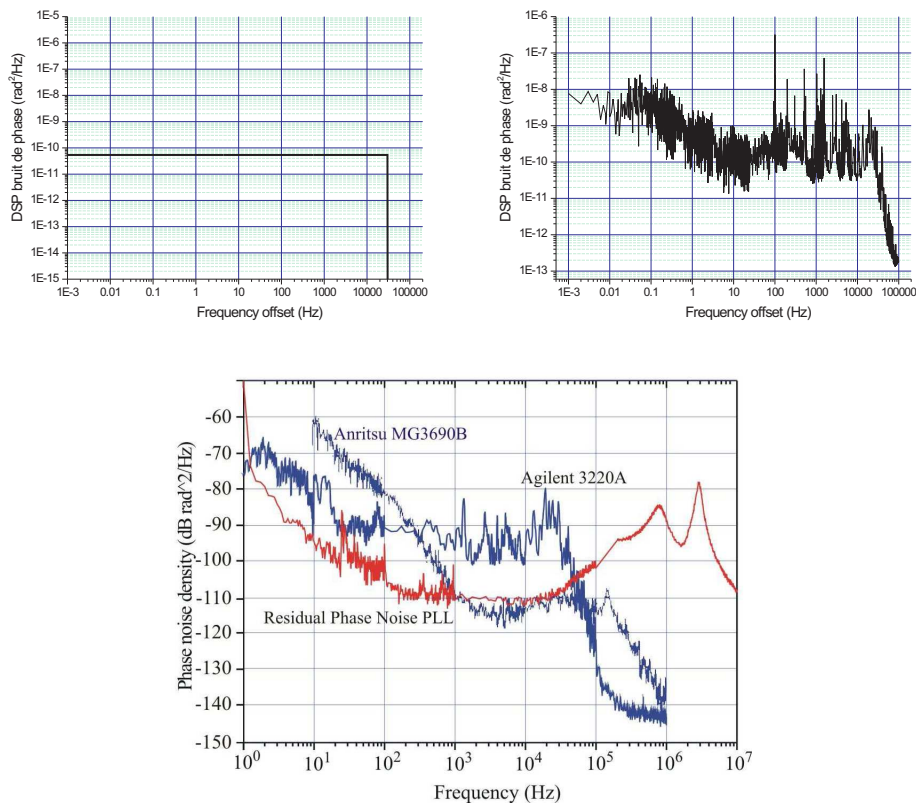 1E-5
1E-6
1E-7
1E-8
1E-9
1E-10
1E-11
1E-12
1E-13
1E-14
1E-15
DSP bruit de phase (rad²/Hz)
1E-3 0.01 0.1 1 10 100 1000 10000 100000
Frequency offset (Hz)
1E-6
1E-7
1E-8
1E-9
1E-10
1E-11
1E-12
1E-13
DSP bruit de phase (rad²/Hz)
1E-3 0.01 0.1 1 10 100 1000 10000 100000
Frequency offset (Hz)
-60
-70
-80
-90
-100
-110
-120
-130
-140
-150
Phase noise density (dB rad^2/Hz)
Anritsu MG3690B
Agilent 3220A
Residual Phase Noise PLL
10⁰ 10¹ 10² 10³ 10⁴ 10⁵ 10⁶ 10⁷
Frequency (Hz)